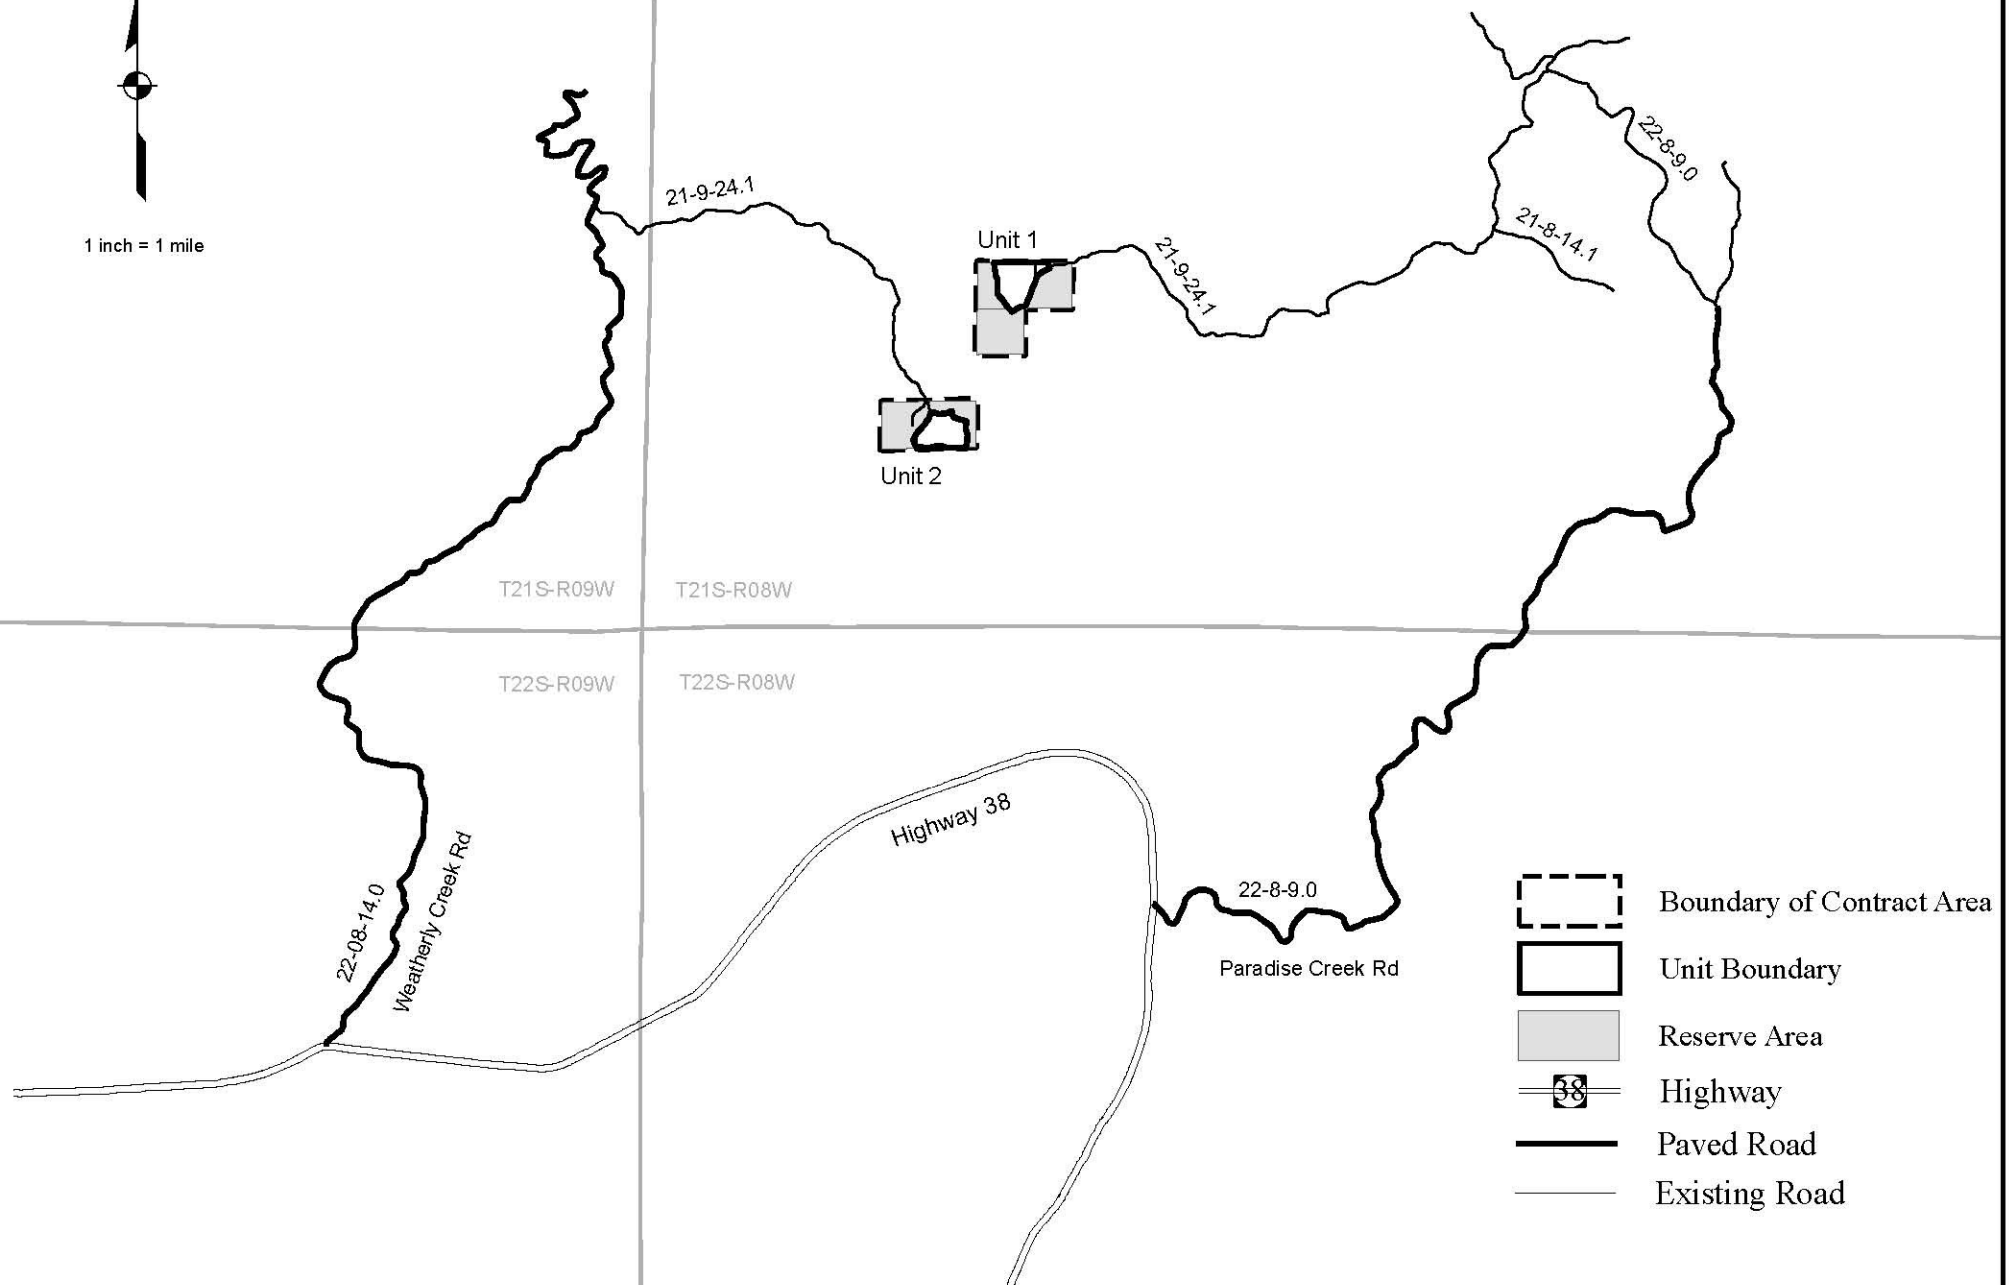 22-8-9.0
21-9-24.1
21-8-14.1
Unit 1
1 inch = 1 mile
21-9-24.1
Unit 2
T21S-R09W
T21S-R08W
T22S-R09W
T22S-R08W
Highway 38
22-08-14.0
Weatherly Creek Rd
22-8-9.0
Paradise Creek Rd
Boundary of Contract Area
Unit Boundary
Reserve Area
38
Highway
Paved Road
Existing Road